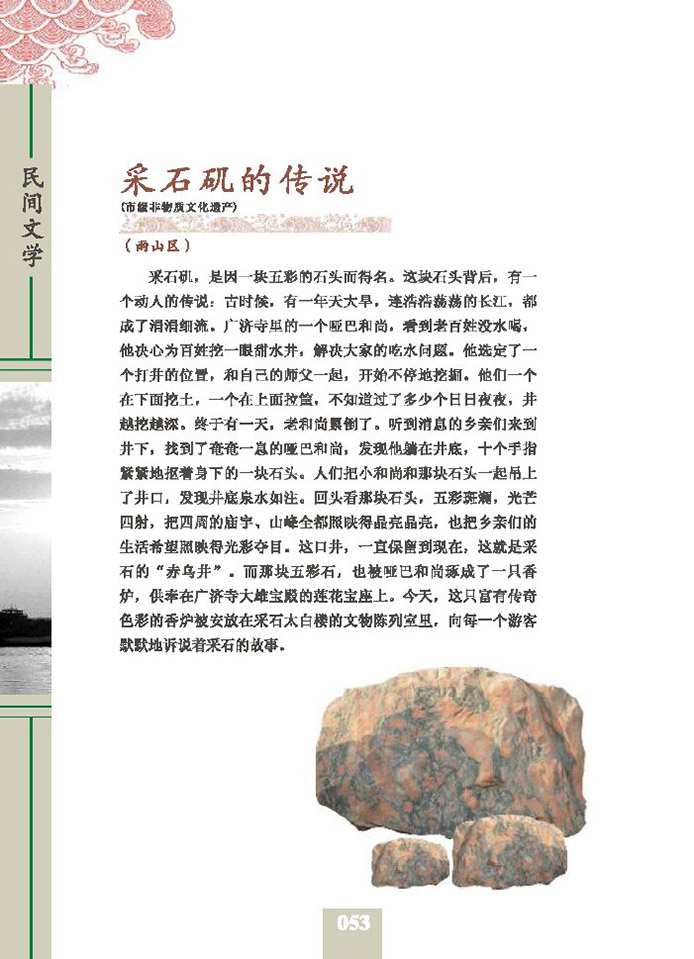 民间文学
采石矶的传说
(市级非物质文化遗产)
(雨山区)
采石矶，是因一块五彩的石头而得名。这块石头背后，有一
个动人的传说：古时候，有一年天大旱，连浩浩荡荡的长江，都
成了涓涓细流。广济寺里的一个哑巴和尚，看到老百姓没水喝，
他决心为百姓挖一眼甜水井，解决大家的吃水问题。他选定了一
个打井的位置，和自己的师父一起，开始不停地挖掘。他们一个
在下面挖土，一个在上面拉筐，不知道过了多少个日日夜夜，井
越挖越深。终于有一天，老和尚累倒了。听到消息的乡亲们来到
井下，找到了奄奄一息的哑巴和尚，发现他躺在井底，十个手指
紧紧地抠着身下的一块石头。人们把小和尚和那块石头一起吊上
了井口，发现井底泉水如注。回头看那块石头，五彩斑斓，光芒
四射，把四周的庙宇、山峰全都照映得晶亮晶亮，也把乡亲们的
生活希望照映得光彩夺目。这口井，一直保留到现在，这就是采
石的“赤乌井”。而那块五彩石，也被哑巴和尚琢成了一只香
炉，供奉在广济寺大雄宝殿的莲花宝座上。今天，这只富有传奇
色彩的香炉被安放在采石太白楼的文物陈列室里，向每一个游客
默默地诉说着采石的故事。
053